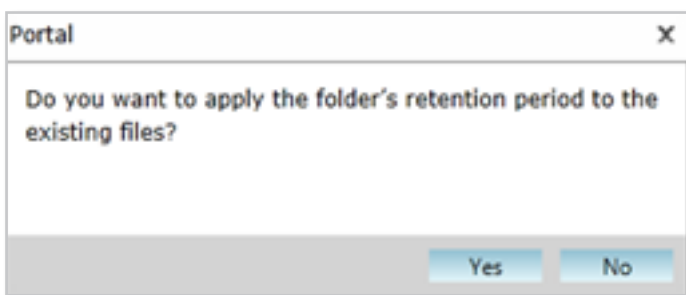 Portal X
Do you want to apply the folder's retention period to the
existing files?
Yes No